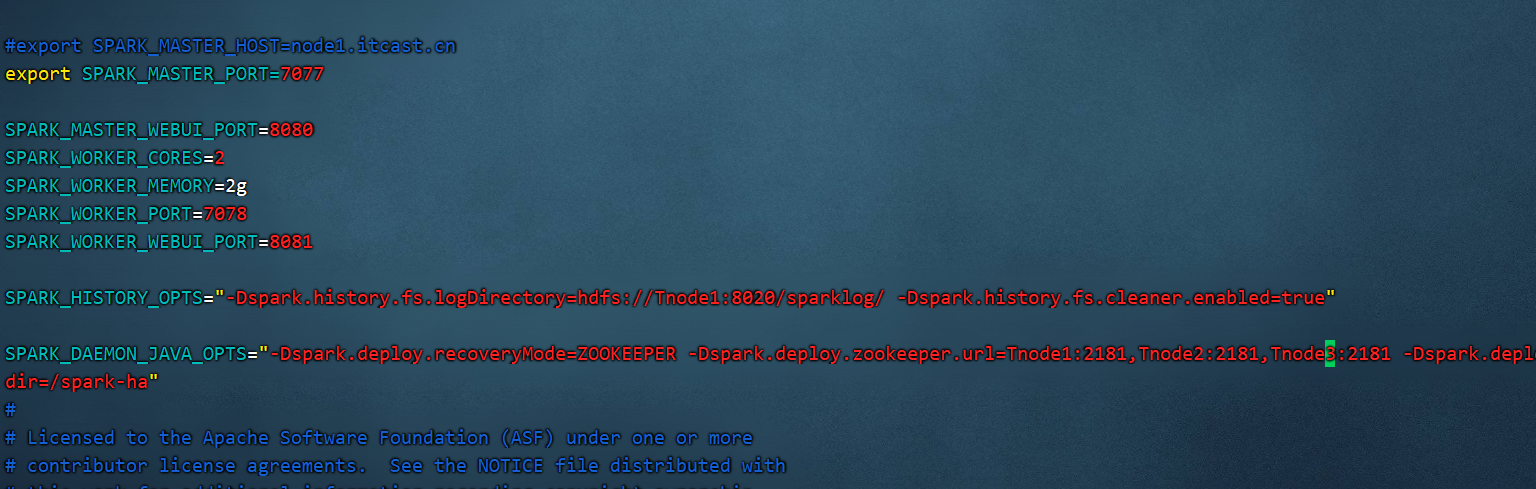 #export SPARK_MASTER_HOST=node1.itcast.cn
export SPARK_MASTER_PORT=7077
SPARK_MASTER_WEBUI_PORT=8080
SPARK_WORKER_CORES=2
SPARK_WORKER_MEMORY=2g
SPARK_WORKER_PORT=7078
SPARK_WORKER_WEBUI_PORT=8081
SPARK_HISTORY_OPTS="-Dspark.history.fs.logDirectory=hdfs://Tnode1:8020/sparklog/ -Dspark.history.fs.cleaner.enabled=true"
SPARK_DAEMON_JAVA_OPTS="-Dspark.deploy.recoveryMode=ZOOKEEPER -Dspark.deploy.zookeeper.url=Tnode1:2181,Tnode2:2181,Tnode3:2181 -Dspark.depl
dir=/spark-ha"
#
# Licensed to the Apache Software Foundation (ASF) under one or more
# contributor license agreements.  See the NOTICE file distributed with